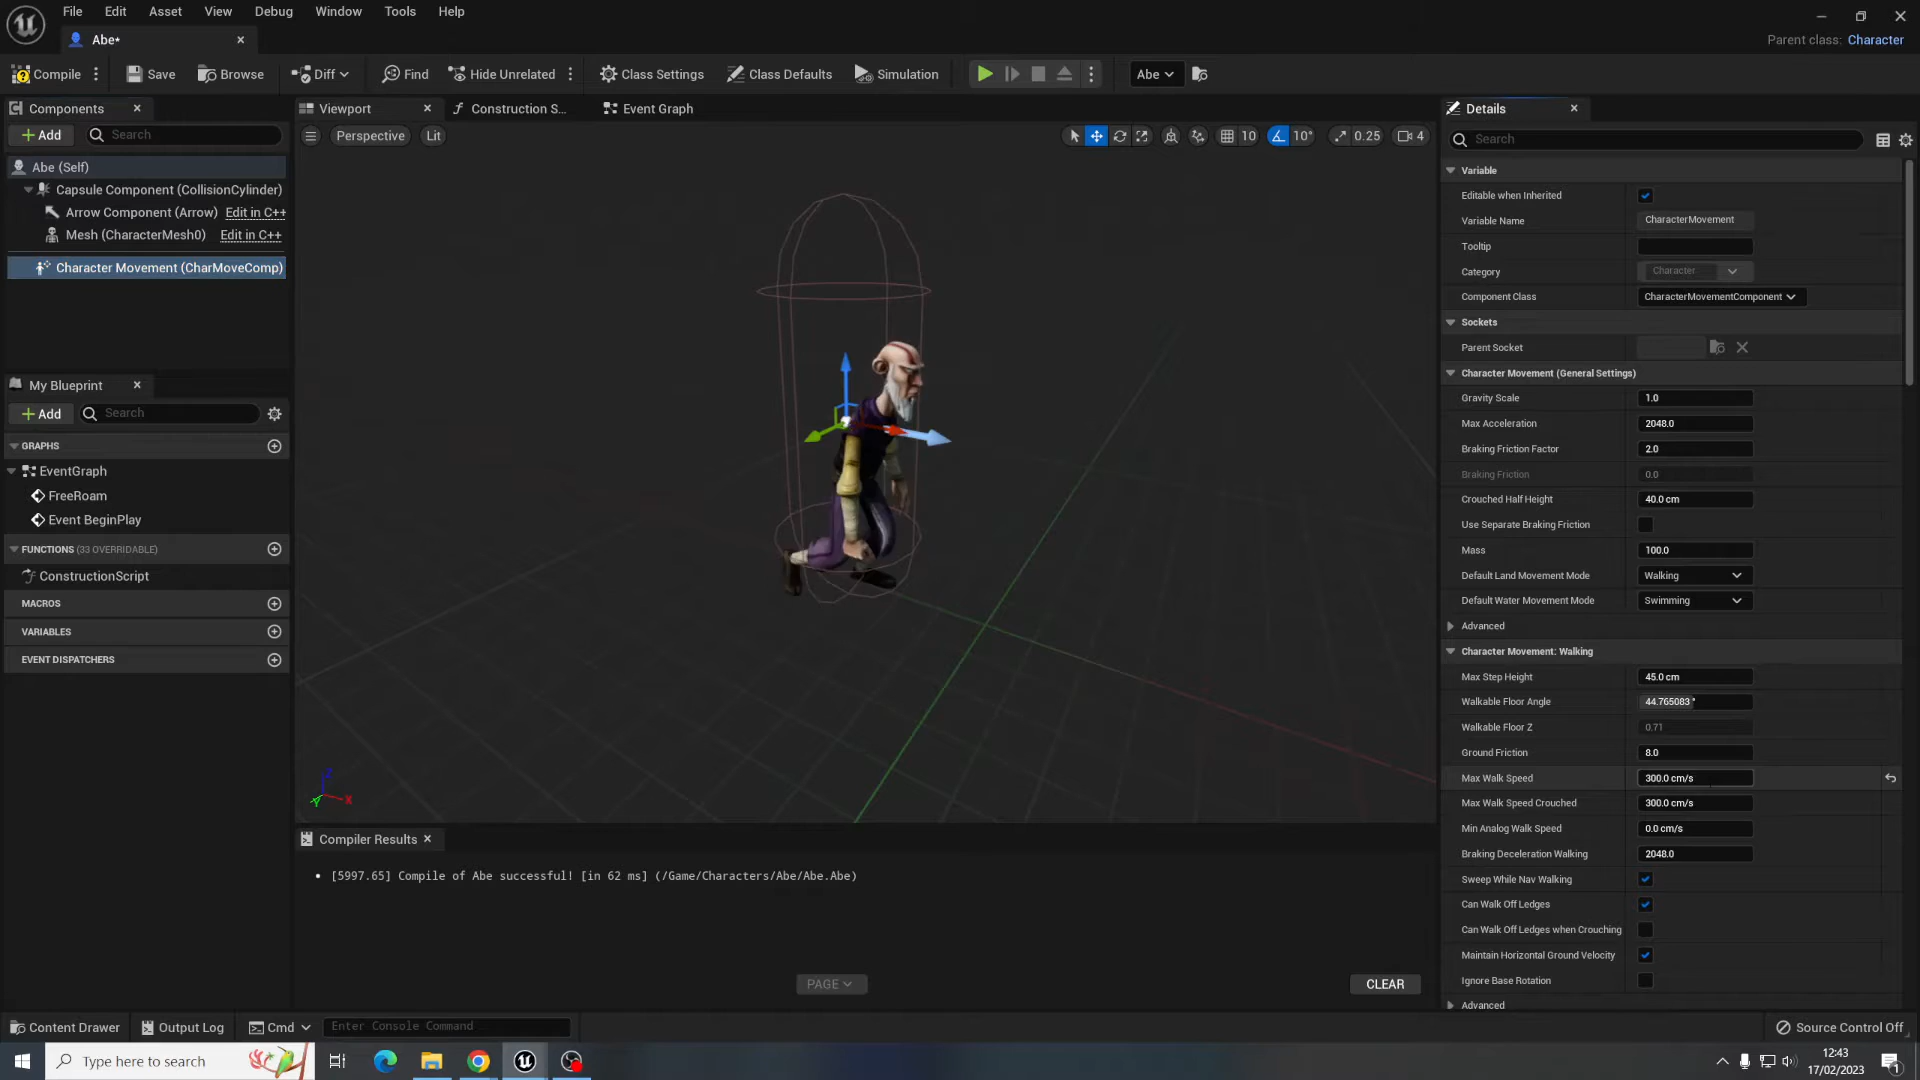 File Edit Asset View Debug Window Tools Help
Abe*
Parent class: Character
Compile Save Browse Diff Find Hide Unrelated Class Settings Class Defaults Simulation Abe
Components
Add Search
Abe (Self)
Capsule Component (CollisionCylinder)
Arrow Component (Arrow) Edit in C++
Mesh (CharacterMesh0) Edit in C++
Character Movement (CharMoveComp)
My Blueprint
Add Search
GRAPHS
EventGraph
FreeRoam
Event BeginPlay
FUNCTIONS (33 OVERRIDABLE)
ConstructionScript
MACROS
VARIABLES
EVENT DISPATCHERS
Viewport Construction S... Event Graph
Perspective Lit 10 10° 0.25 4
Z
X
Y
Compiler Results
[5997.65] Compile of Abe successful! [in 62 ms] (/Game/Characters/Abe/Abe.Abe)
PAGE CLEAR
Details
Search
Variable
Editable when Inherited
Variable Name CharacterMovement
Tooltip
Category Character
Component Class CharacterMovementComponent
Sockets
Parent Socket
Character Movement (General Settings)
Gravity Scale 1.0
Max Acceleration 2048.0
Braking Friction Factor 2.0
Braking Friction 0.0
Crouched Half Height 40.0 cm
Use Separate Braking Friction
Mass 100.0
Default Land Movement Mode Walking
Default Water Movement Mode Swimming
Advanced
Character Movement: Walking
Max Step Height 45.0 cm
Walkable Floor Angle 44.765083 °
Walkable Floor Z 0.71
Ground Friction 8.0
Max Walk Speed 300.0 cm/s
Max Walk Speed Crouched 300.0 cm/s
Min Analog Walk Speed 0.0 cm/s
Braking Deceleration Walking 2048.0
Sweep While Nav Walking
Can Walk Off Ledges
Can Walk Off Ledges when Crouching
Maintain Horizontal Ground Velocity
Ignore Base Rotation
Advanced
Content Drawer Output Log Cmd Enter Console Command Source Control Off
Type here to search 12:43
17/02/2023 1